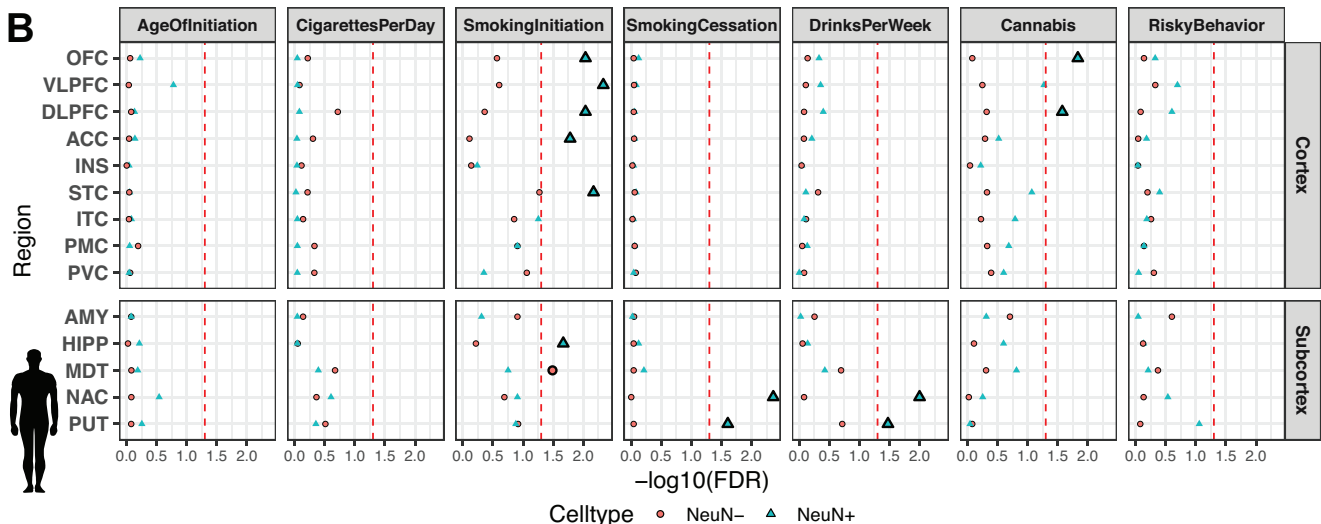 B
AgeOfInitiation CigarettesPerDay SmokingInitiation SmokingCessation DrinksPerWeek Cannabis RiskyBehavior
Region
OFC
VLPFC
DLPFC
ACC
INS
STC
ITC
PMC
PVC
Cortex
AMY
HIPP
MDT
NAC
PUT
Subcortex
0.0 0.5 1.0 1.5 2.0 0.0 0.5 1.0 1.5 2.0 0.0 0.5 1.0 1.5 2.0 0.0 0.5 1.0 1.5 2.0 0.0 0.5 1.0 1.5 2.0 0.0 0.5 1.0 1.5 2.0 0.0 0.5 1.0 1.5 2.0
−log10(FDR)
Celltype NeuN− NeuN+